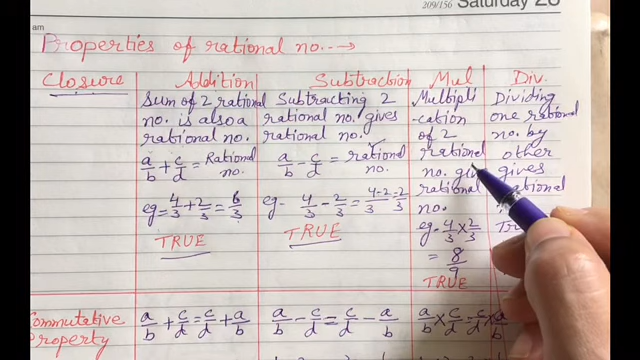 209/156 Saturday 28
am
Properties of rational no. →
Closure
Addition
Sum of 2 rational
no. is also a
rational no.
a/b + c/d = Rational no.
eg = 4/3 + 2/3 = 6/3
TRUE
Subtraction
Subtracting 2
rational no. gives
rational no.
a/b - c/d = rational no.
eg- 4/3 - 2/3 = 4-2/3 = 2/3
TRUE
Mul
Multipli
-cation
of 2
rational
no.
rational
no.
eg- 4/3 × 2/3
= 8/9
TRUE
Div.
Dividing
one rational
no. by
other
gives
Commutative
Property
a/b + c/d = c/d + a/b
a/b - c/d = c/d - a/b
a/b × c/d = c/d × a/b